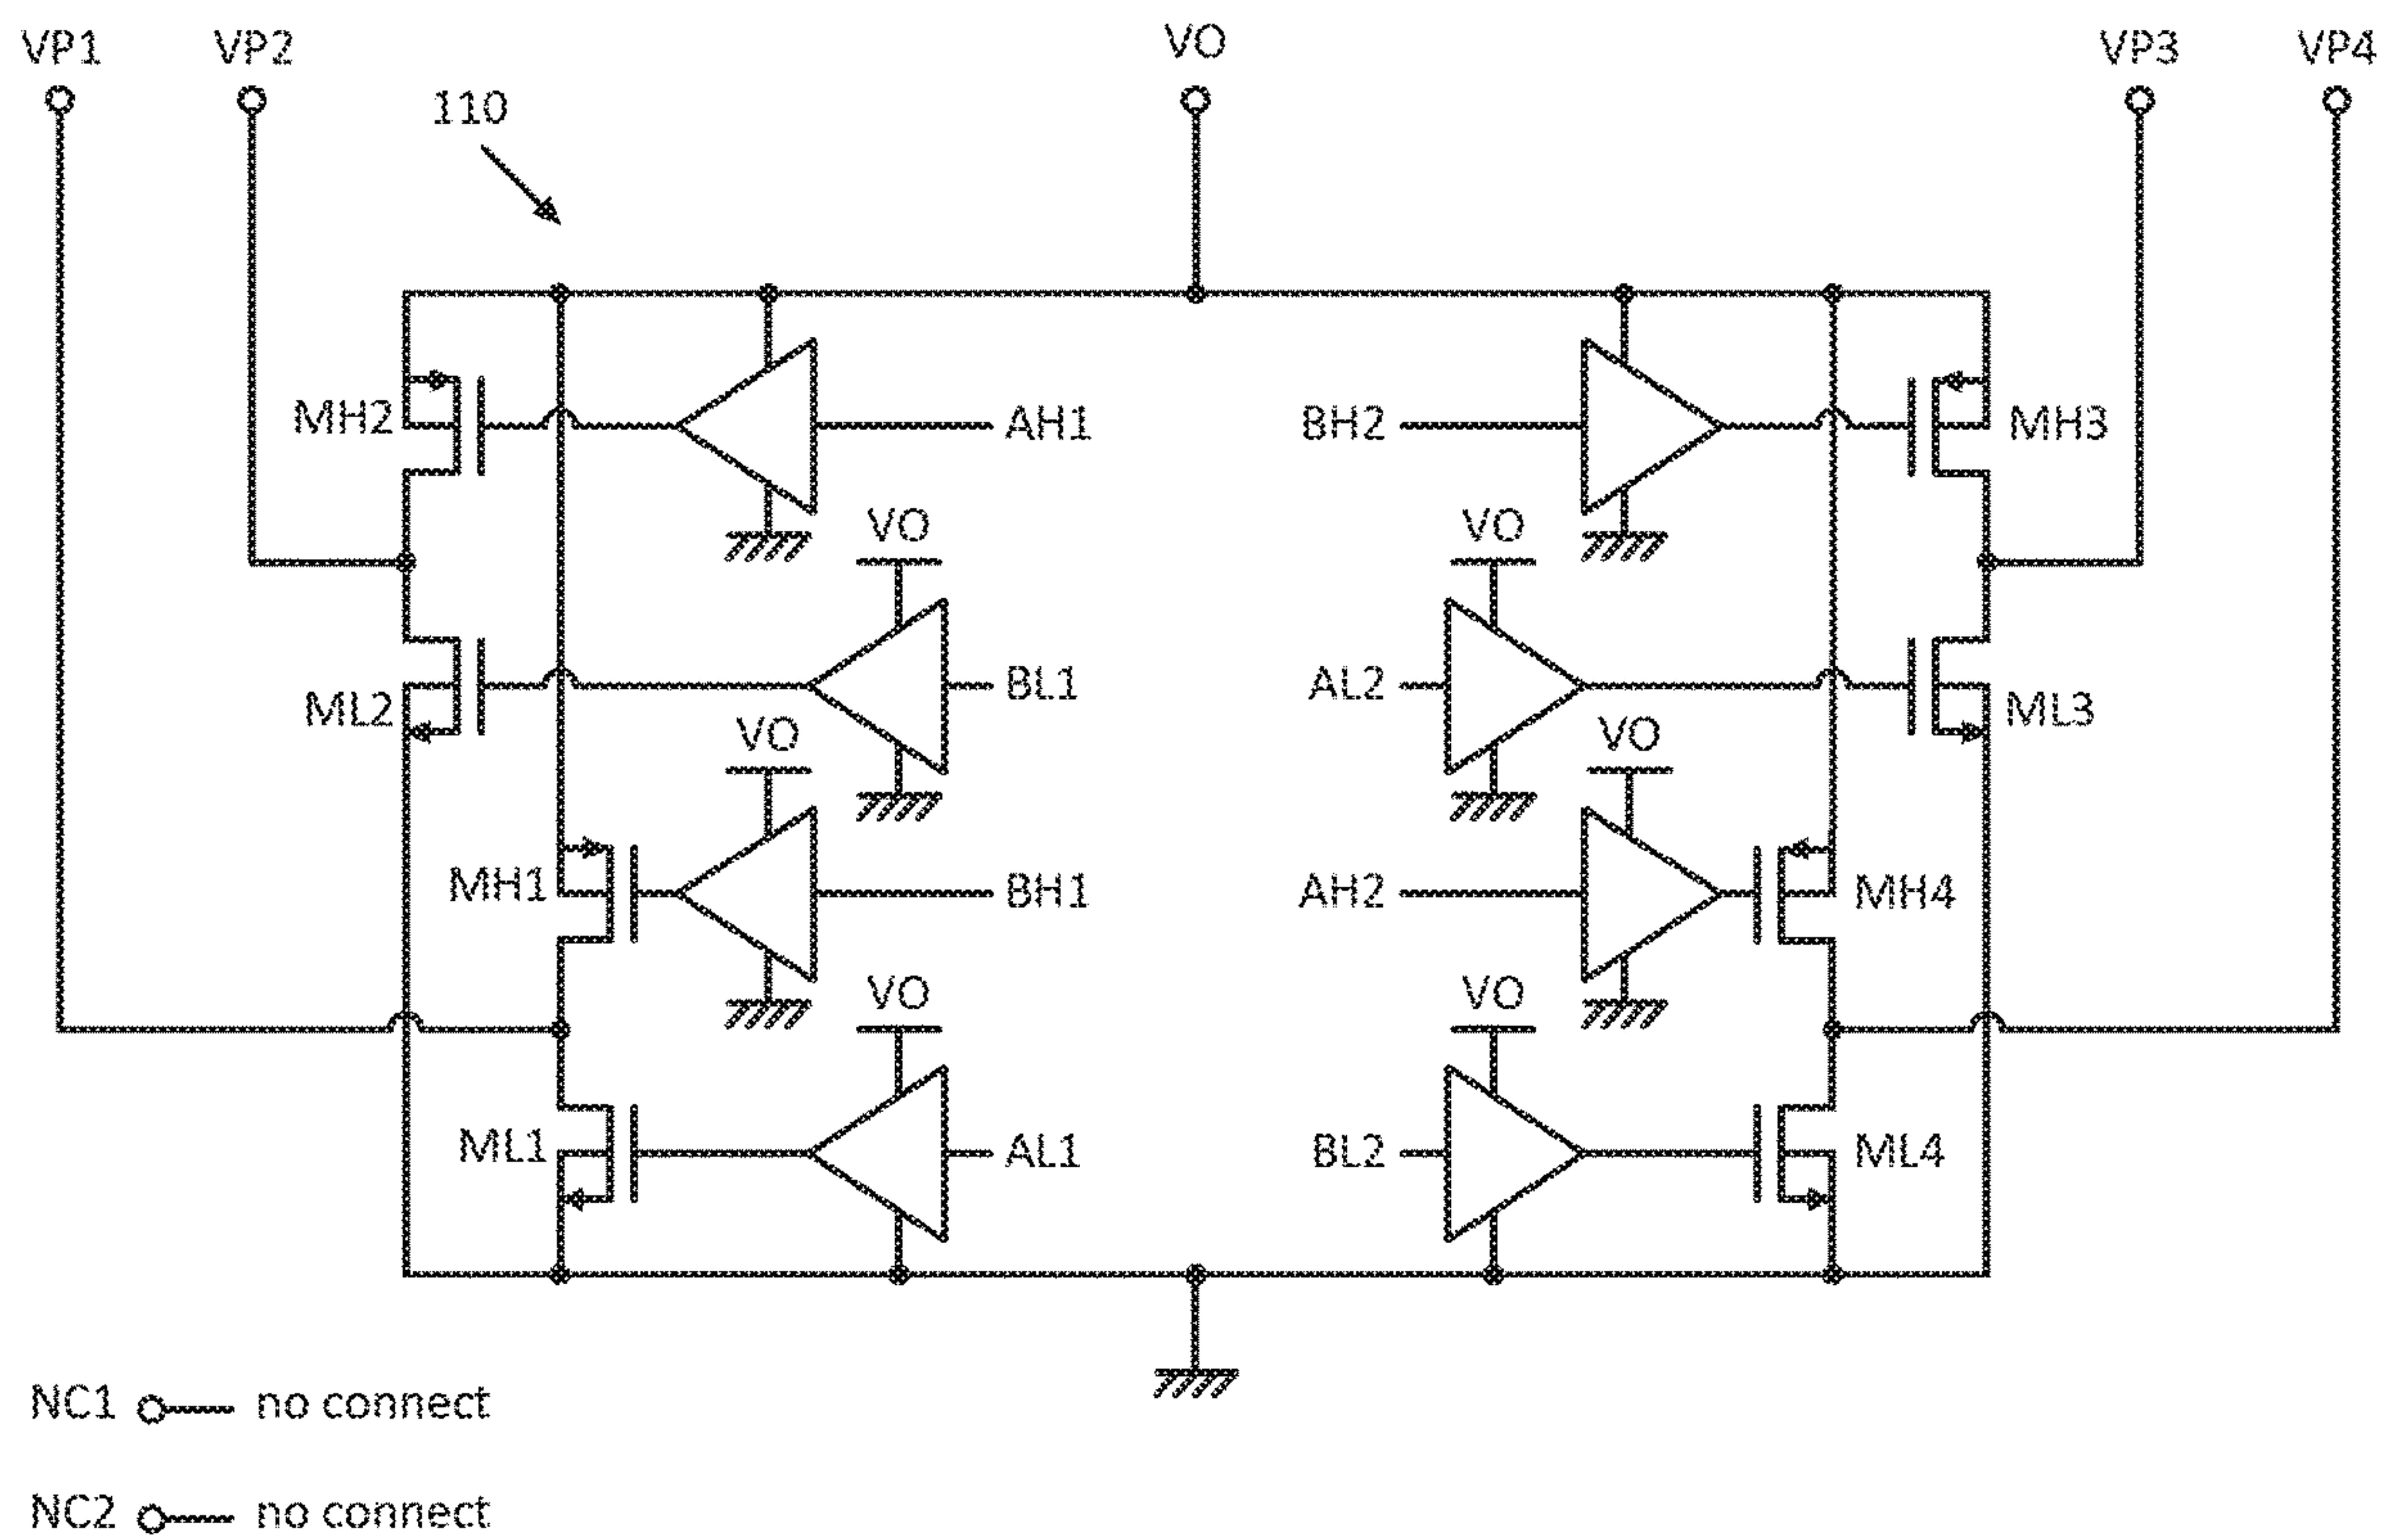 VP1 VP2 VO VP3 VP4
110
MH2 AH1 BH2 MH3
VO VO
ML2 BL1 AL2 ML3
VO VO
MH1 BH1 AH2 MH4
VO VO
ML1 AL1 BL2 ML4
NC1 no connect
NC2 no connect